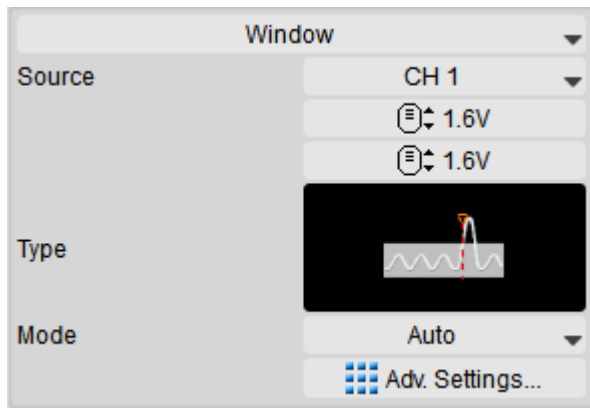 Window
Source
CH 1
1.6V
1.6V
Type
Mode
Auto
Adv. Settings...